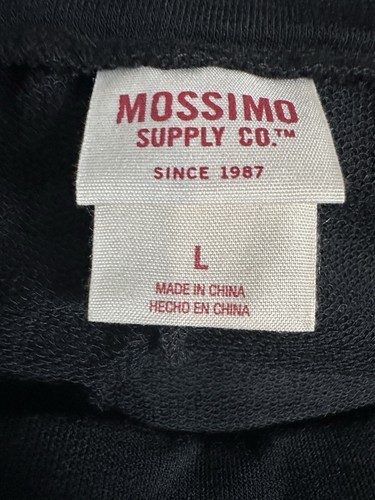 MOSSIMO
SUPPLY CO.™
SINCE 1987
L
MADE IN CHINA
HECHO EN CHINA